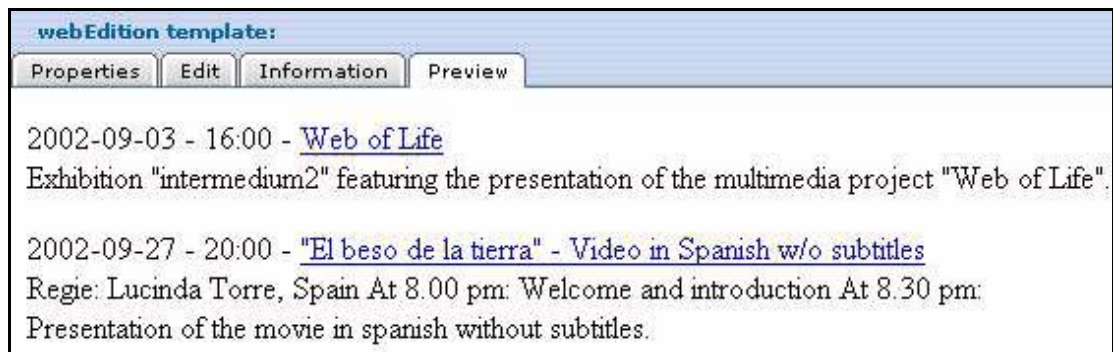 webEdition template:
Properties Edit Information Preview
2002-09-03 - 16:00 - Web of Life
Exhibition "intermedium2" featuring the presentation of the multimedia project "Web of Life".
2002-09-27 - 20:00 - "El beso de la tierra" - Video in Spanish w/o subtitles
Regie: Lucinda Torre, Spain At 8.00 pm: Welcome and introduction At 8.30 pm:
Presentation of the movie in spanish without subtitles.